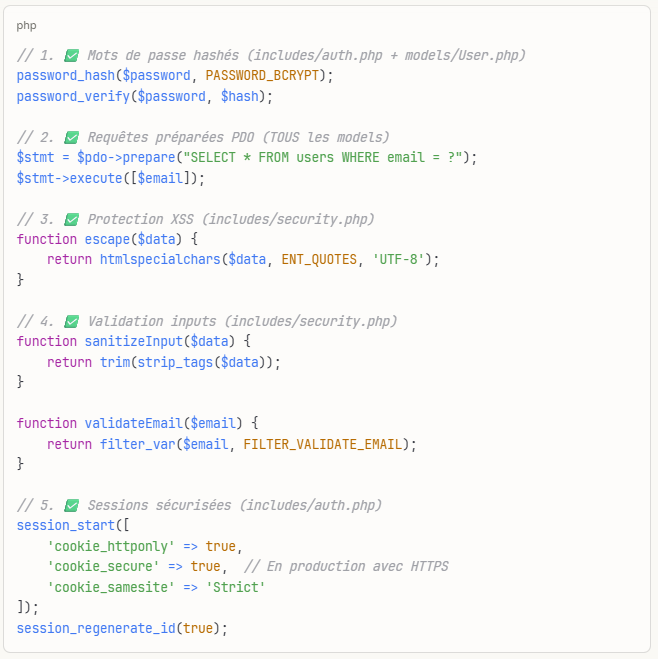 php
// 1. ✅ Mots de passe hashés (includes/auth.php + models/User.php)
password_hash($password, PASSWORD_BCRYPT);
password_verify($password, $hash);

// 2. ✅ Requêtes préparées PDO (TOUS les models)
$stmt = $pdo->prepare("SELECT * FROM users WHERE email = ?");
$stmt->execute([$email]);

// 3. ✅ Protection XSS (includes/security.php)
function escape($data) {
    return htmlspecialchars($data, ENT_QUOTES, 'UTF-8');
}

// 4. ✅ Validation inputs (includes/security.php)
function sanitizeInput($data) {
    return trim(strip_tags($data));
}

function validateEmail($email) {
    return filter_var($email, FILTER_VALIDATE_EMAIL);
}

// 5. ✅ Sessions sécurisées (includes/auth.php)
session_start([
    'cookie_httponly' => true,
    'cookie_secure' => true,  // En production avec HTTPS
    'cookie_samesite' => 'Strict'
]);
session_regenerate_id(true);